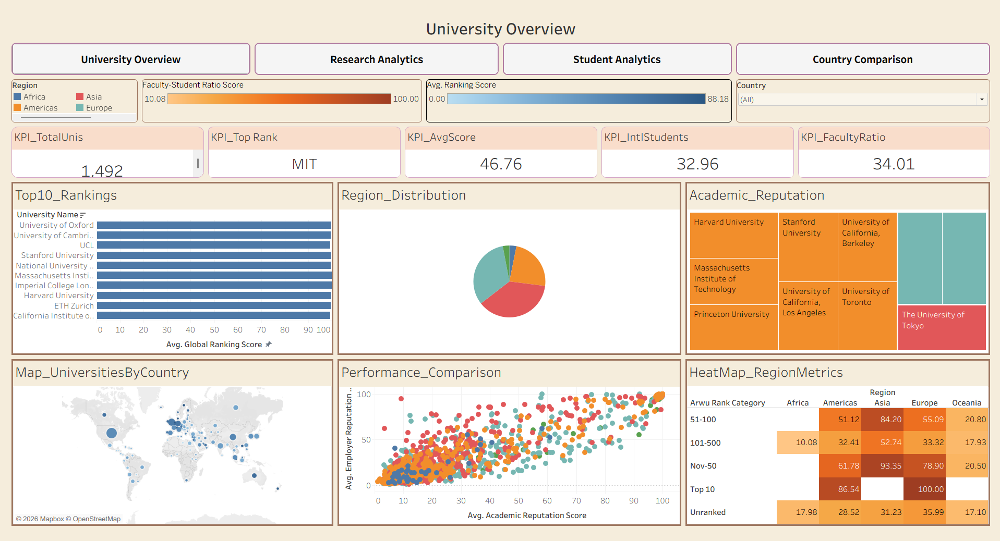 University Overview
University Overview
Research Analytics
Student Analytics
Country Comparison
Region
Africa
Asia
Americas
Europe
Faculty-Student Ratio Score
10.08
100.00
Avg. Ranking Score
0.00
88.18
Country
(All)
KPI_TotalUnis
1,492
KPI_Top Rank
MIT
KPI_AvgScore
46.76
KPI_IntlStudents
32.96
KPI_FacultyRatio
34.01
Top10_Rankings
University Name
University of Oxford
University of Cambri..
UCL
Stanford University
National University ..
Massachusetts Insti..
Imperial College Lon..
Harvard University
ETH Zurich
California Institute o..
0 10 20 30 40 50 60 70 80 90 100
Avg. Global Ranking Score
Region_Distribution
Academic_Reputation
Harvard University
Massachusetts
Institute of
Technology
Princeton University
Stanford
University
University of
California,
Los Angeles
University of
California,
Berkeley
University of
Toronto
The University of
Tokyo
Map_UniversitiesByCountry
© 2026 Mapbox © OpenStreetMap
Performance_Comparison
Avg. Employer Reputation ..
100
50
0
0 10 20 30 40 50 60 70 80 90 100
Avg. Academic Reputation Score
HeatMap_RegionMetrics
Region
Arwu Rank Category Africa Americas Asia Europe Oceania
51-100 51.12 84.20 55.09 20.80
101-500 10.08 32.41 52.74 33.32 17.93
Nov-50 61.78 93.35 78.90 20.50
Top 10 86.54 100.00
Unranked 17.98 28.52 31.23 35.99 17.10